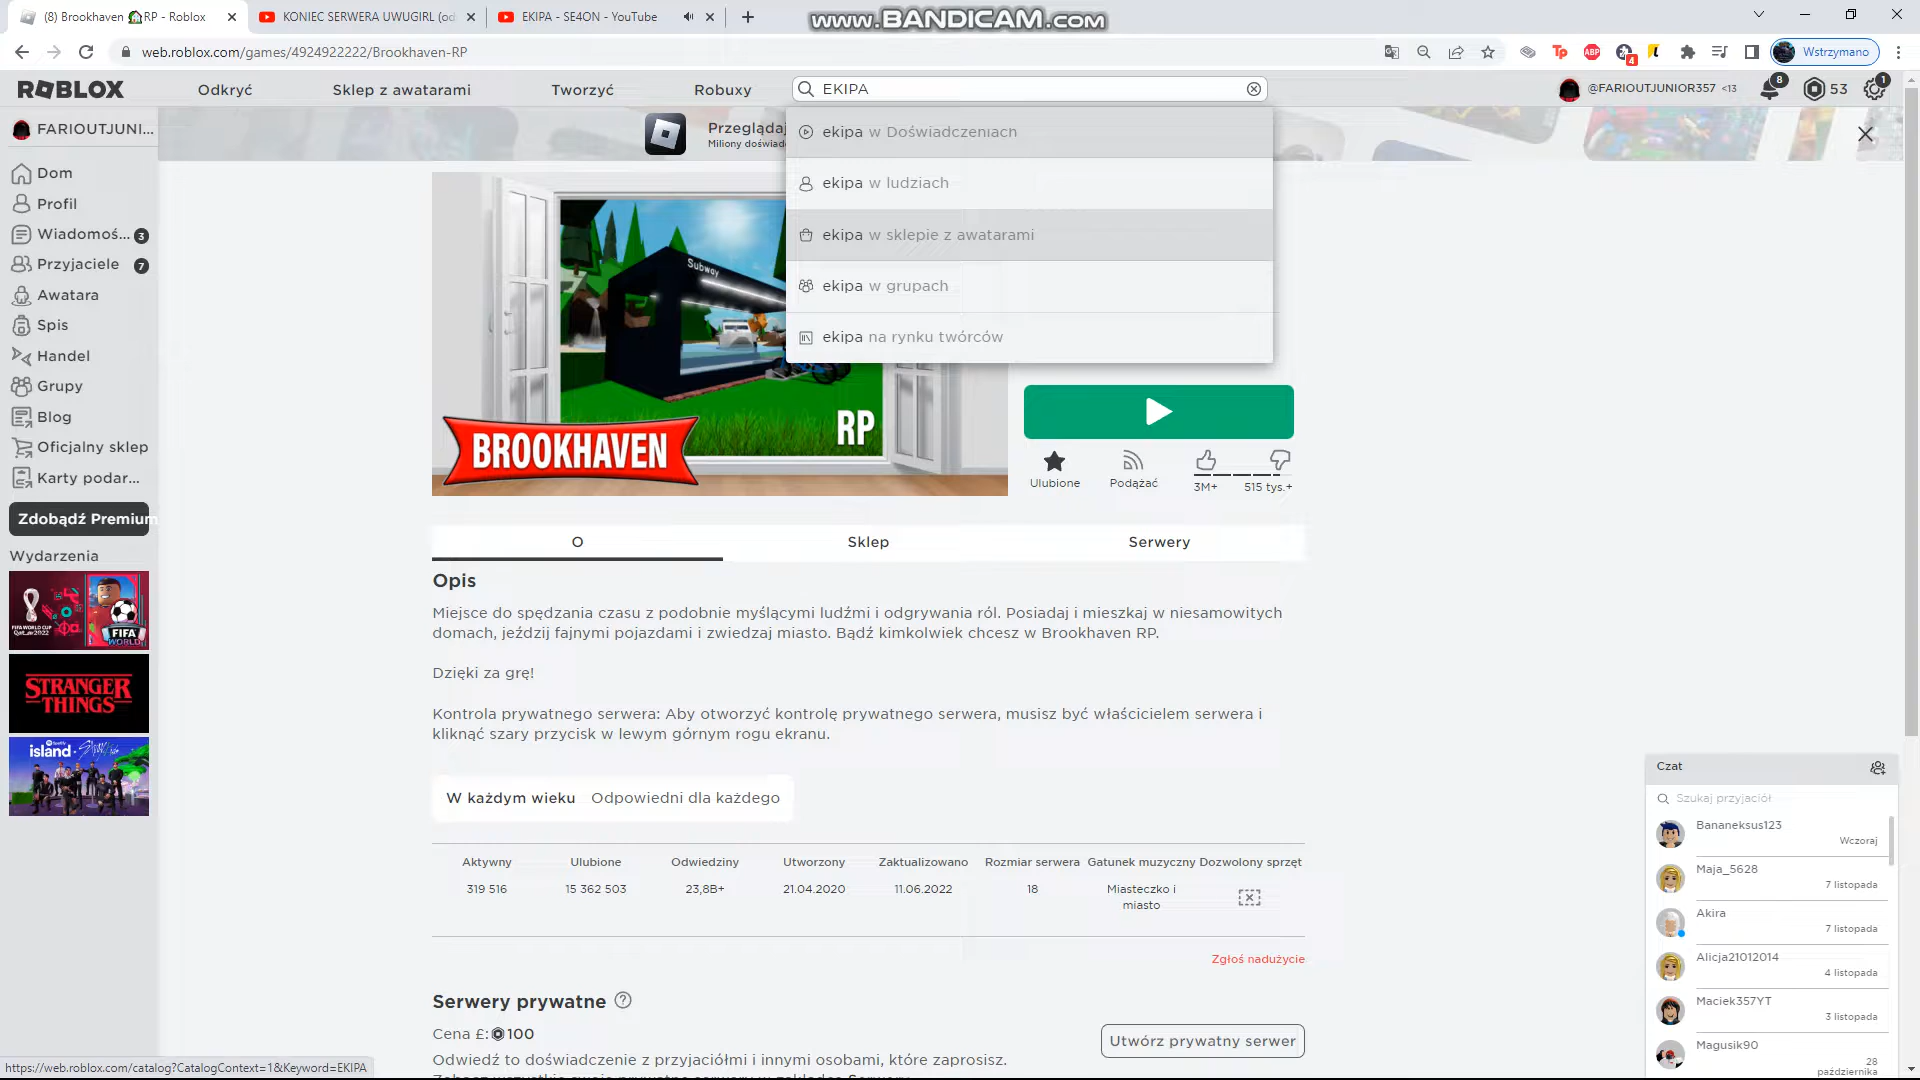 (8) Brookhaven 🏡RP - Roblox
KONIEC SERWERA UWUGIRL (od
EKIPA - SE4ON - YouTube
www.BANDICAM.com
web.roblox.com/games/4924922222/Brookhaven-RP
Tp
ABP
4
Wstrzymano
ROBLOX
Odkryć
Sklep z awatarami
Tworzyć
Robuxy
EKIPA
@FARIOUTJUNIOR357 <13
8
53
1
FARIOUTJUNI...
Przeglądaj
Miliony doświad
ekipa w Doświadczeniach
ekipa w ludziach
ekipa w sklepie z awatarami
ekipa w grupach
ekipa na rynku twórców
Dom
Profil
Wiadomoś... 3
Przyjaciele 7
Awatara
Spis
Handel
Grupy
Blog
Oficjalny sklep
Karty podar...
Zdobądź Premium
Wydarzenia
FIFA WORLD CUP
Qatar2022
FIFA
WORLD
STRANGER
THINGS
Spotify
island
Subway
BROOKHAVEN
RP
Ulubione
Podążać
3M+
515 tys.+
O
Sklep
Serwery
Opis
Miejsce do spędzania czasu z podobnie myślącymi ludźmi i odgrywania ról. Posiadaj i mieszkaj w niesamowitych
domach, jeździj fajnymi pojazdami i zwiedzaj miasto. Bądź kimkolwiek chcesz w Brookhaven RP.
Dzięki za grę!
Kontrola prywatnego serwera: Aby otworzyć kontrolę prywatnego serwera, musisz być właścicielem serwera i
kliknąć szary przycisk w lewym górnym rogu ekranu.
W każdym wieku Odpowiedni dla każdego
Aktywny Ulubione Odwiedziny Utworzony Zaktualizowano Rozmiar serwera Gatunek muzyczny Dozwolony sprzęt
319 516 15 362 503 23,8B+ 21.04.2020 11.06.2022 18 Miasteczko i
miasto
Zgłoś nadużycie
Serwery prywatne
Cena £: 100
Utwórz prywatny serwer
Odwiedź to doświadczenie z przyjaciółmi i innymi osobami, które zaprosisz.
Czat
Szukaj przyjaciół
Bananeksus123
Wczoraj
Maja_5628
7 listopada
Akira
7 listopada
Alicja21012014
4 listopada
Maciek357YT
3 listopada
Magusik90
28
października
https://web.roblox.com/catalog?CatalogContext=1&Keyword=EKIPA